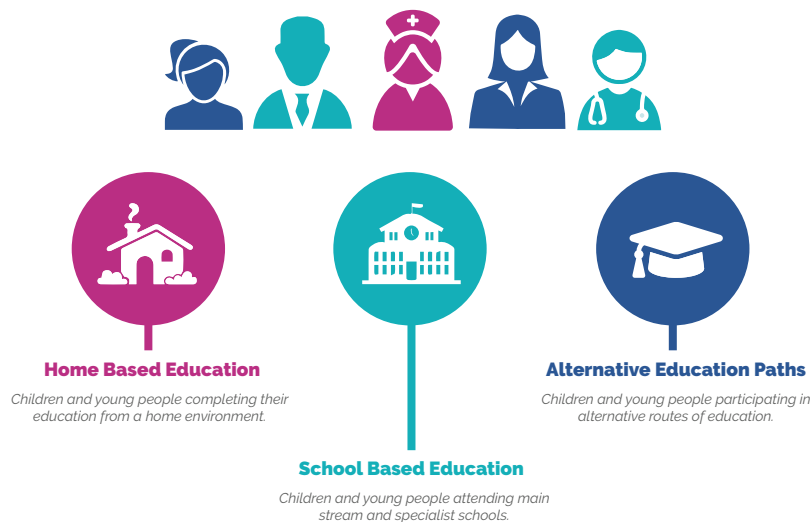 Home Based Education
Children and young people completing their
education from a home environment.
School Based Education
Children and young people attending main
stream and specialist schools.
Alternative Education Paths
Children and young people participating in
alternative routes of education.